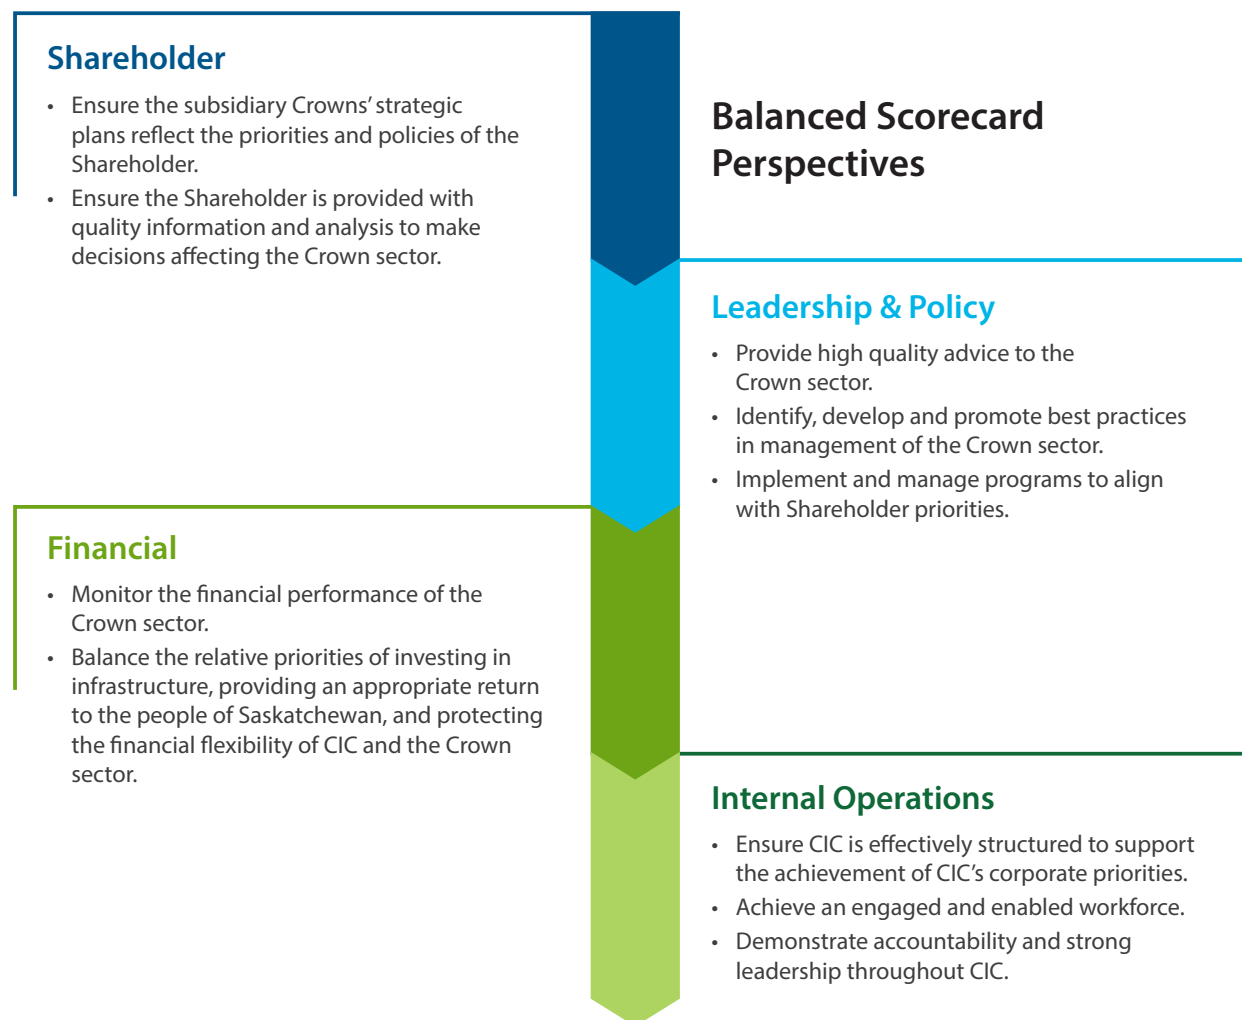 Shareholder
• Ensure the subsidiary Crowns’ strategic
plans reflect the priorities and policies of the
Shareholder.
• Ensure the Shareholder is provided with
quality information and analysis to make
decisions affecting the Crown sector.
Balanced Scorecard
Perspectives
Leadership & Policy
• Provide high quality advice to the
Crown sector.
• Identify, develop and promote best practices
in management of the Crown sector.
• Implement and manage programs to align
with Shareholder priorities.
Financial
• Monitor the financial performance of the
Crown sector.
• Balance the relative priorities of investing in
infrastructure, providing an appropriate return
to the people of Saskatchewan, and protecting
the financial flexibility of CIC and the Crown
sector.
Internal Operations
• Ensure CIC is effectively structured to support
the achievement of CIC’s corporate priorities.
• Achieve an engaged and enabled workforce.
• Demonstrate accountability and strong
leadership throughout CIC.